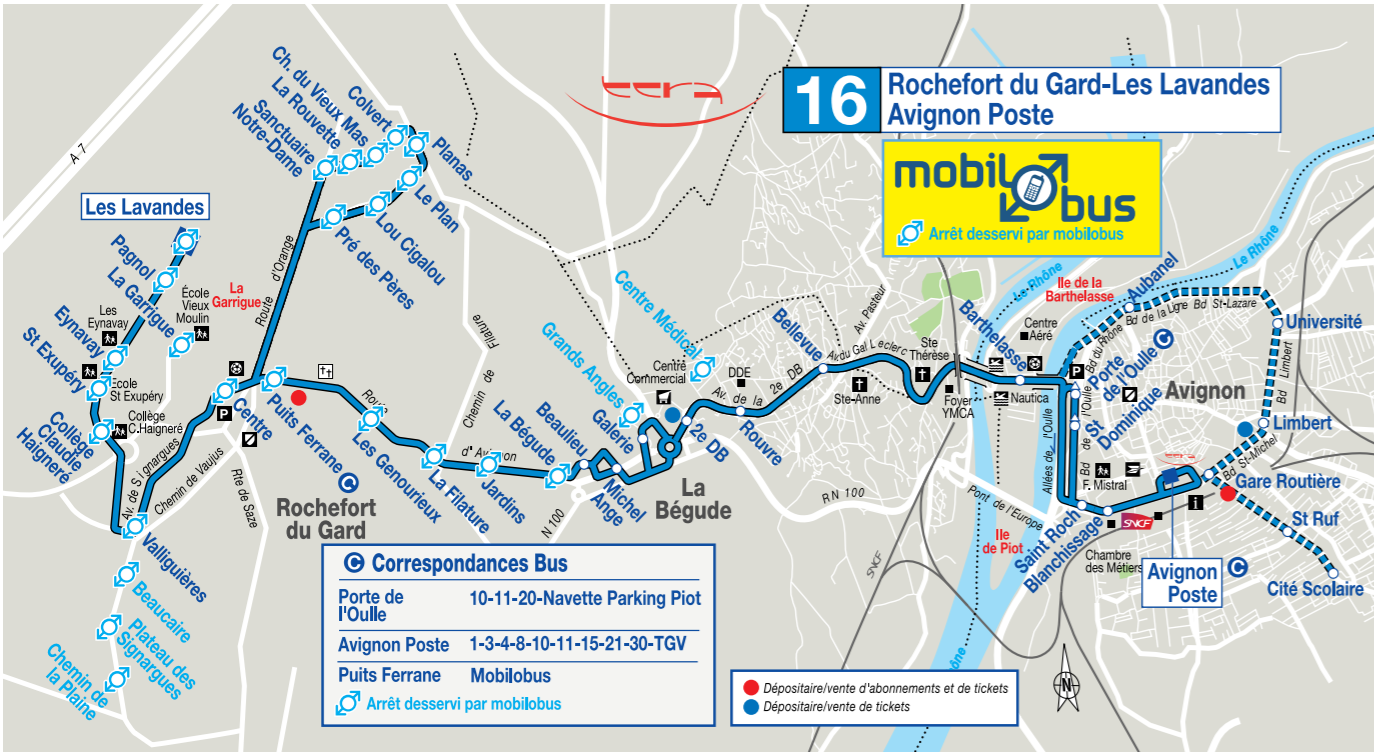 16
Rochefort du Gard-Les Lavandes
Avignon Poste
mobil bus
Arrêt desservi par mobilobus
A 7
Les Lavandes
Pagnol
La Garrigue
École
Vieux
Moulin
La
Garrigue
Les
Eynavay
Eynavay
St Exupéry
École
St Exupéry
Collège
C.Haigneré
Collège
Claudie
Haigneré
Av. de Signargues
Chemin de Vaujus
Valliguières
Beaucaire
Plateau des
Signargues
Chemin de
la Plaine
Rte de Saze
Route d'Orange
Sanctuaire
Notre-Dame
La Rouvette
Ch. du Vieux Mas
Colvert
Planas
Le Plan
Lou Cigalou
Pré des Pères
P
Centre
Puits Ferrane
C
Rochefort
du Gard
Route d'Avignon
Les Genourieux
La Filature
Chemin de Filature
Jardins
La Bégude
Beaulieu
Michel
Ange
Galerie
Grands Angles
Centre
Commercial
Centre Médical
2e DB
La
Bégude
N 100
DDE
Av. de la 2e DB
Rouvre
Bellevue
Ste-Anne
Av. Pasteur
Av. du Gal Leclerc
Ste
Thérèse
Foyer
YMCA
RN 100
Le Rhône
Ile de la
Barthelasse
Le Rhône
Barthelasse
Centre
Aéré
Nautica
P
Aubanel
Bd du Rhône
Bd de la Ligne
Bd St-Lazare
Université
Bd Limbert
Limbert
Bd St-Michel
Porte
de l'Oulle
C
St
Dominique
Avignon
Allées de l'Oulle
Bd de l'Oulle
F. Mistral
Gare Routière
St Ruf
Cité Scolaire
Avignon
Poste
C
i
SNCF
Saint Roch
Blanchissage
Chambre
des Métiers
Pont de l'Europe
Ile
de Piot
SNCF
N
C Correspondances Bus
Porte de
l'Oulle
10-11-20-Navette Parking Piot
Avignon Poste
1-3-4-8-10-11-15-21-30-TGV
Puits Ferrane
Mobilobus
Arrêt desservi par mobilobus
Dépositaire/vente d'abonnements et de tickets
Dépositaire/vente de tickets